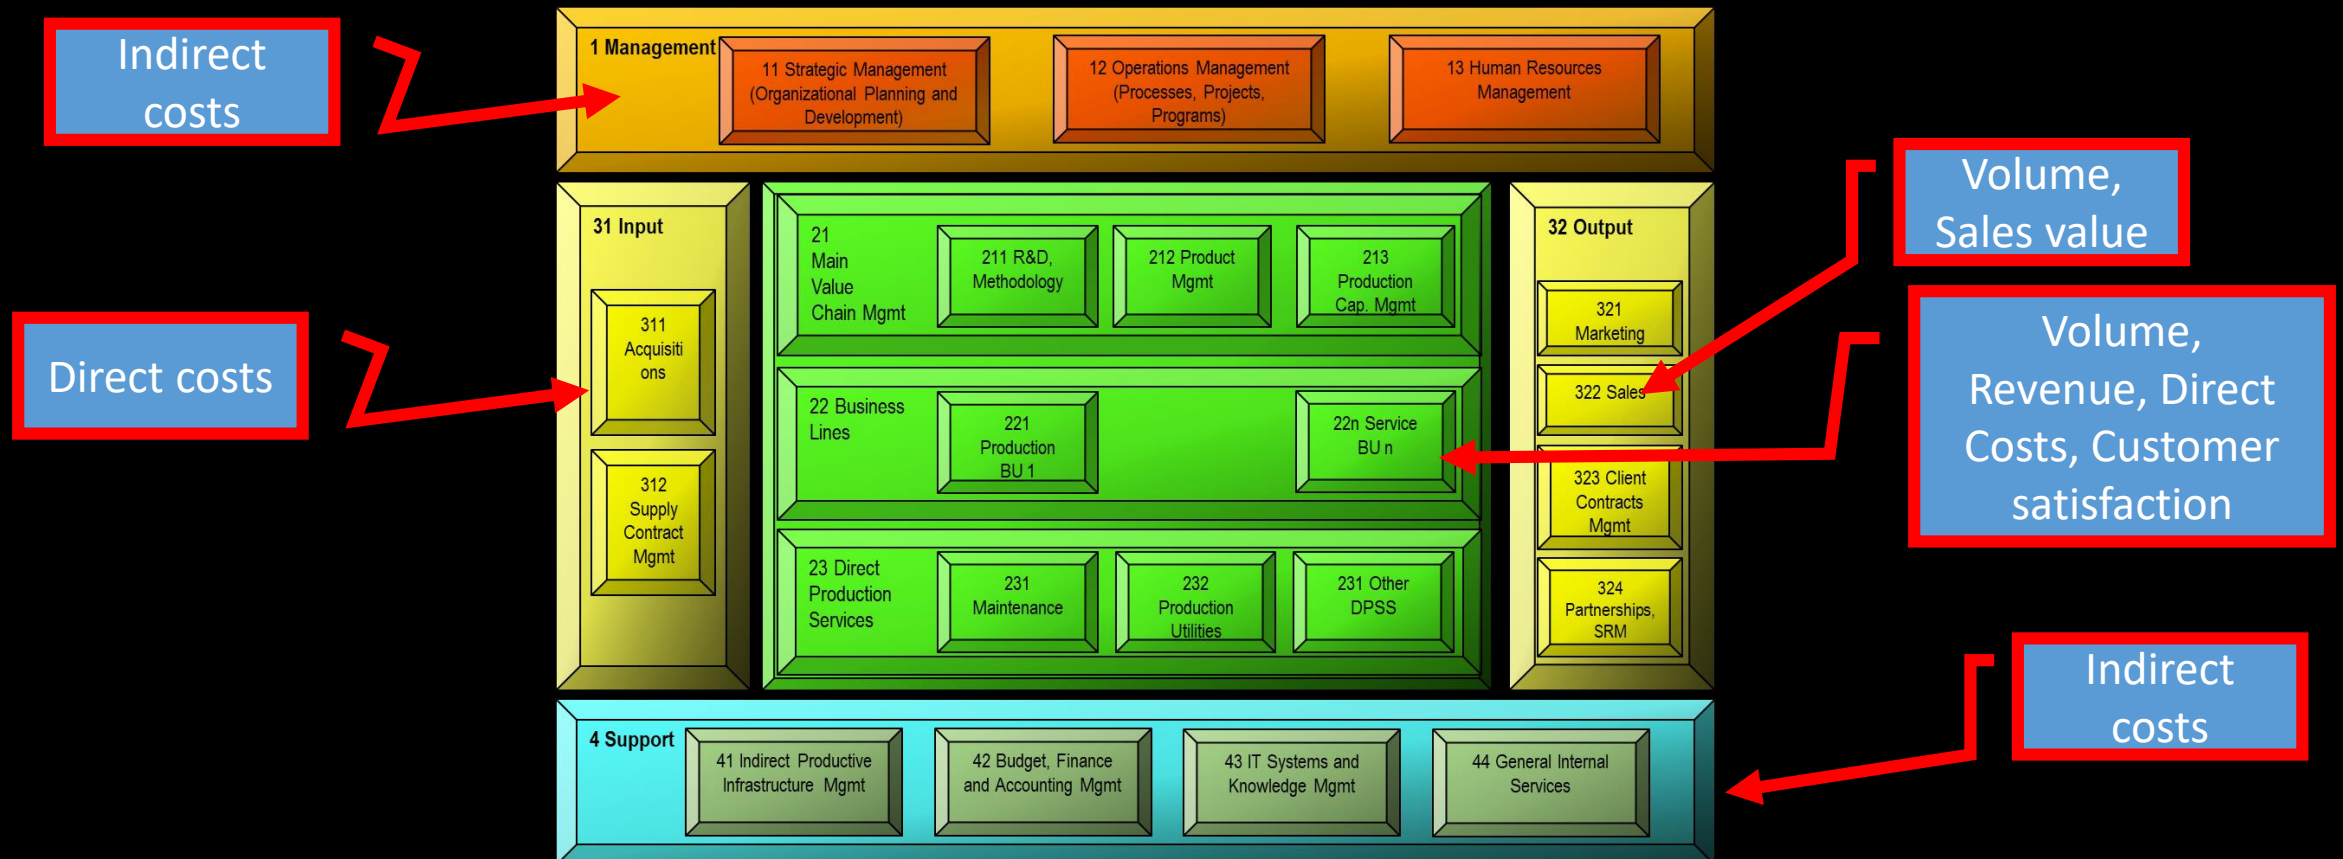 Indirect
costs
1 Management
11 Strategic Management
(Organizational Planning and
Development)
12 Operations Management
(Processes, Projects,
Programs)
13 Human Resources
Management
Volume,
Sales value
31 Input
311
Acquisiti
ons
312
Supply
Contract
Mgmt
Direct costs
21
Main
Value
Chain Mgmt
211 R&D,
Methodology
212 Product
Mgmt
213
Production
Cap. Mgmt
22 Business
Lines
221
Production
BU 1
22n Service
BU n
23 Direct
Production
Services
231
Maintenance
232
Production
Utilities
231 Other
DPSS
32 Output
321
Marketing
322 Sales
323 Client
Contracts
Mgmt
324
Partnerships,
SRM
Volume,
Revenue, Direct
Costs, Customer
satisfaction
4 Support
41 Indirect Productive
Infrastructure Mgmt
42 Budget, Finance
and Accounting Mgmt
43 IT Systems and
Knowledge Mgmt
44 General Internal
Services
Indirect
costs